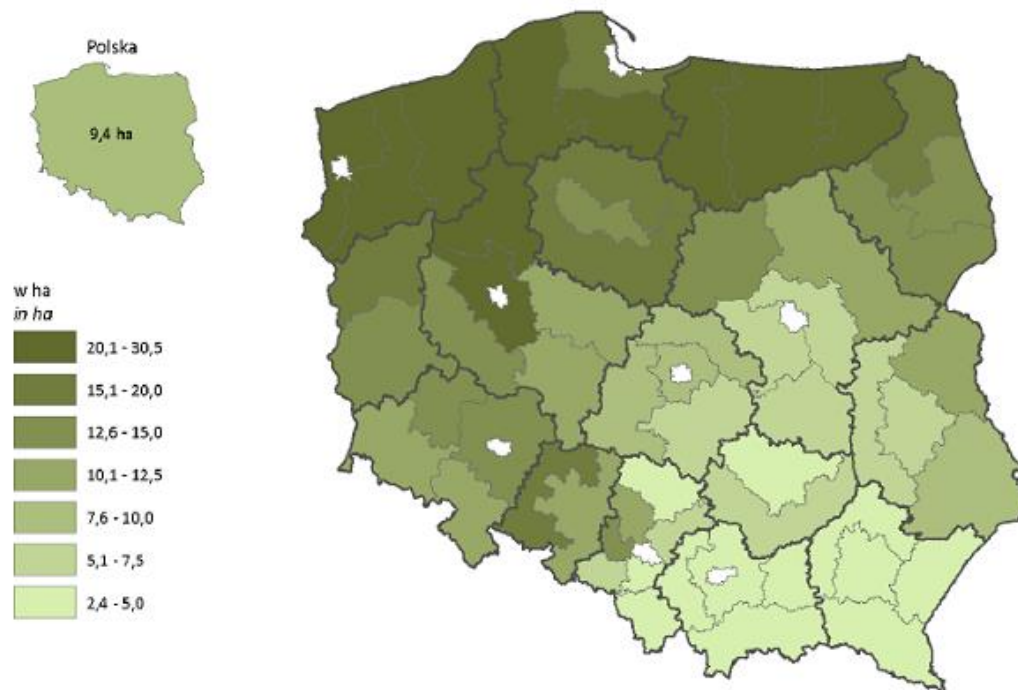 Polska
9,4 ha
w ha
in ha
20,1 - 30,5
15,1 - 20,0
12,6 - 15,0
10,1 - 12,5
7,6 - 10,0
5,1 - 7,5
2,4 - 5,0